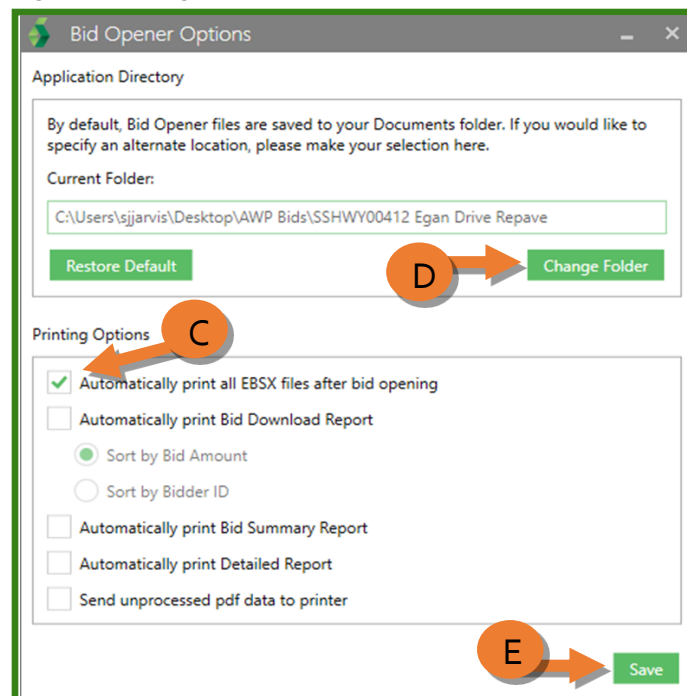 Bid Opener Options
Application Directory
By default, Bid Opener files are saved to your Documents folder. If you would like to
specify an alternate location, please make your selection here.
Current Folder:
C:\Users\sjjarvis\Desktop\AWP Bids\SSHWY00412 Egan Drive Repave
Restore Default
D
Change Folder
Printing Options
C
Automatically print all EBSX files after bid opening
Automatically print Bid Download Report
Sort by Bid Amount
Sort by Bidder ID
Automatically print Bid Summary Report
Automatically print Detailed Report
Send unprocessed pdf data to printer
E
Save